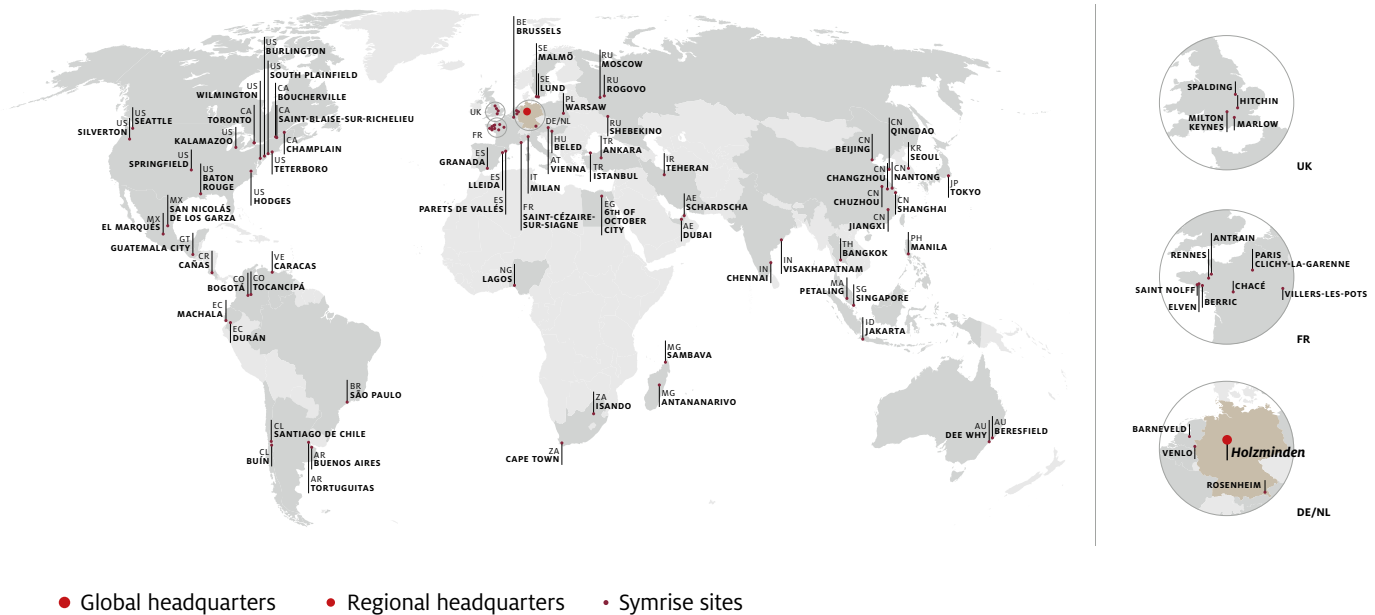 BE
BRUSSELS
US
BURLINGTON
US
SOUTH PLAINFIELD
US
WILMINGTON
CA
BOUCHERVILLE
CA
TORONTO
CA
SAINT-BLAISE-SUR-RICHELIEU
US
SEATTLE
US
SILVERTON
US
KALAMAZOO
CA
CHAMPLAIN
US
SPRINGFIELD
US
TETERBORO
US
BATON
ROUGE
US
HODGES
MX
SAN NICOLÁS
DE LOS GARZA
MX
EL MARQUÉS
GT
GUATEMALA CITY
CR
CAÑAS
VE
CARACAS
CO
BOGOTÁ
CO
TOCANCIPÁ
EC
MACHALA
EC
DURÁN
BR
SÃO PAULO
CL
SANTIAGO DE CHILE
CL
BUÍN
AR
BUENOS AIRES
AR
TORTUGUITAS
SE
MALMÖ
SE
LUND
RU
MOSCOW
RU
ROGOVO
PL
WARSAW
UK
DE/NL
FR
RU
SHEBEKINO
HU
BELED
AT
VIENNA
TR
ANKARA
TR
ISTANBUL
ES
GRANADA
ES
LLEIDA
ES
PARETS DE VALLÉS
IT
MILAN
FR
SAINT-CÉZAIRE-
SUR-SIAGNE
EG
6TH OF
OCTOBER
CITY
IR
TEHERAN
AE
SCHARDSCHA
AE
DUBAI
NG
LAGOS
MG
SAMBAVA
MG
ANTANANARIVO
ZA
ISANDO
ZA
CAPE TOWN
CN
QINGDAO
CN
BEIJING
KR
SEOUL
CN
CHANGZHOU
CN
NANTONG
JP
TOKYO
CN
CHUZHOU
CN
SHANGHAI
CN
JIANGXI
PH
MANILA
TH
BANGKOK
IN
CHENNAI
IN
VISAKHAPATNAM
MA
PETALING
SG
SINGAPORE
ID
JAKARTA
AU
DEE WHY
AU
BERESFIELD
SPALDING
HITCHIN
MILTON
KEYNES
MARLOW
UK
ANTRAIN
RENNES
PARIS
CLICHY-LA-GARENNE
SAINT NOLFF
CHACÉ
VILLERS-LES-POTS
BERRIC
ELVEN
FR
BARNEVELD
VENLO
Holzminden
ROSENHEIM
DE/NL
Global headquarters
Regional headquarters
Symrise sites